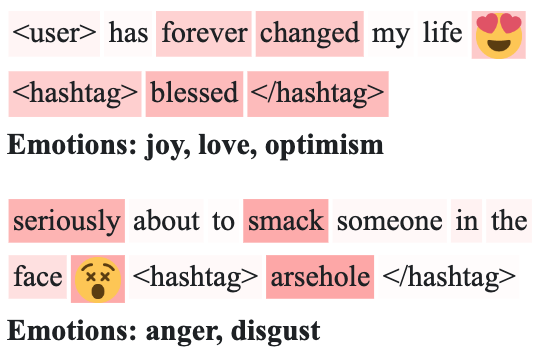 <user> has forever changed my life 😍
<hashtag> blessed </hashtag>
Emotions: joy, love, optimism
seriously about to smack someone in the
face 😵 <hashtag> arsehole </hashtag>
Emotions: anger, disgust